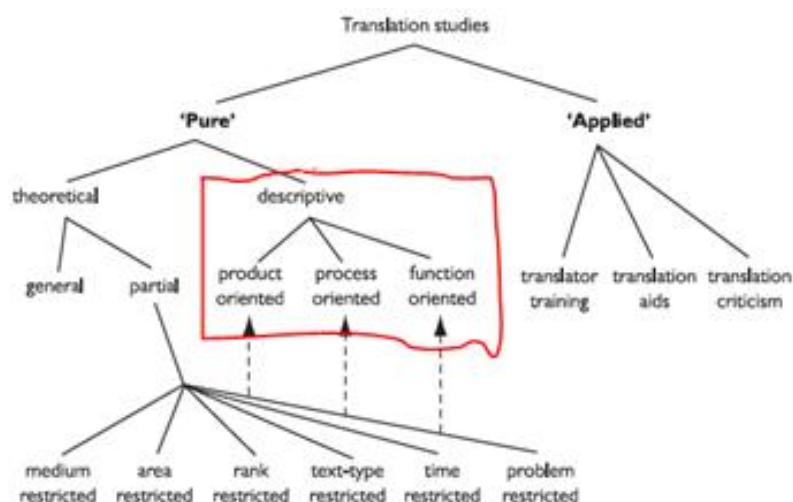 Translation studies
'Pure'
'Applied'
theoretical
descriptive
general
partial
product
oriented
process
oriented
function
oriented
translator
training
translation
aids
translation
criticism
medium
restricted
area
restricted
rank
restricted
text-type
restricted
time
restricted
problem
restricted